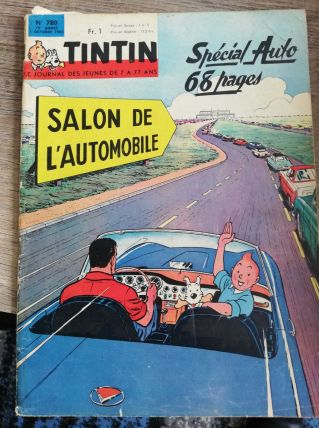 N° 780
TINTIN
LE JOURNAL DES JEUNES DE 7 A 77 ANS
Fr. 1
Spécial Auto
68 pages
SALON DE
L'AUTOMOBILE